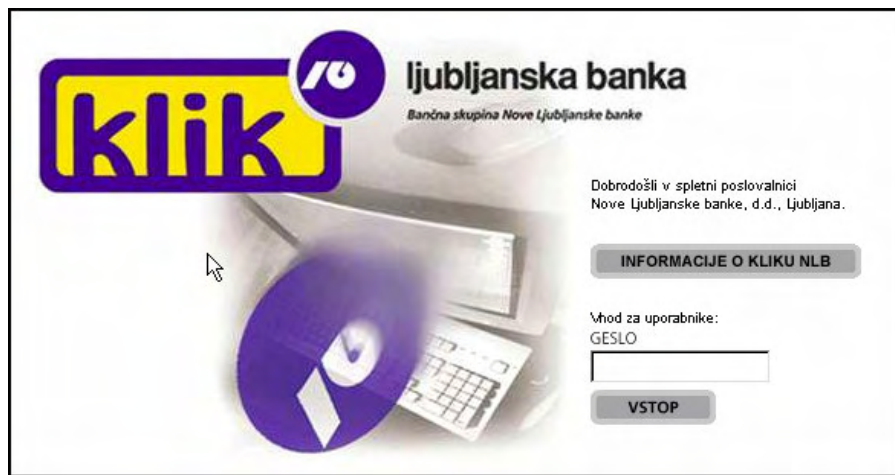 klik
ljubljanska banka
Bančna skupina Nove Ljubljanske banke
Dobrodošli v spletni poslovalnici
Nove Ljubljanske banke, d.d., Ljubljana.
INFORMACIJE O KLIKU NLB
Vhod za uporabnike:
GESLO
VSTOP